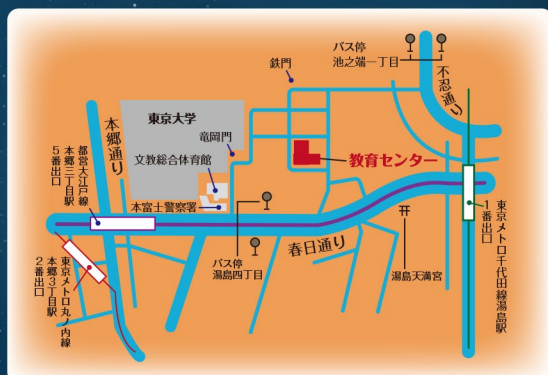 バス停
池之端一丁目
不忍通り
鉄門
東京大学
竜岡門
文教総合体育館
本富士警察署
教育センター
本郷通り
都営大江戸線
本郷三丁目駅
5番出口
東京メトロ丸ノ内線
本郷3丁目駅
2番出口
バス停
湯島四丁目
春日通り
湯島天満宮
東京メトロ千代田線湯島駅
1番出口